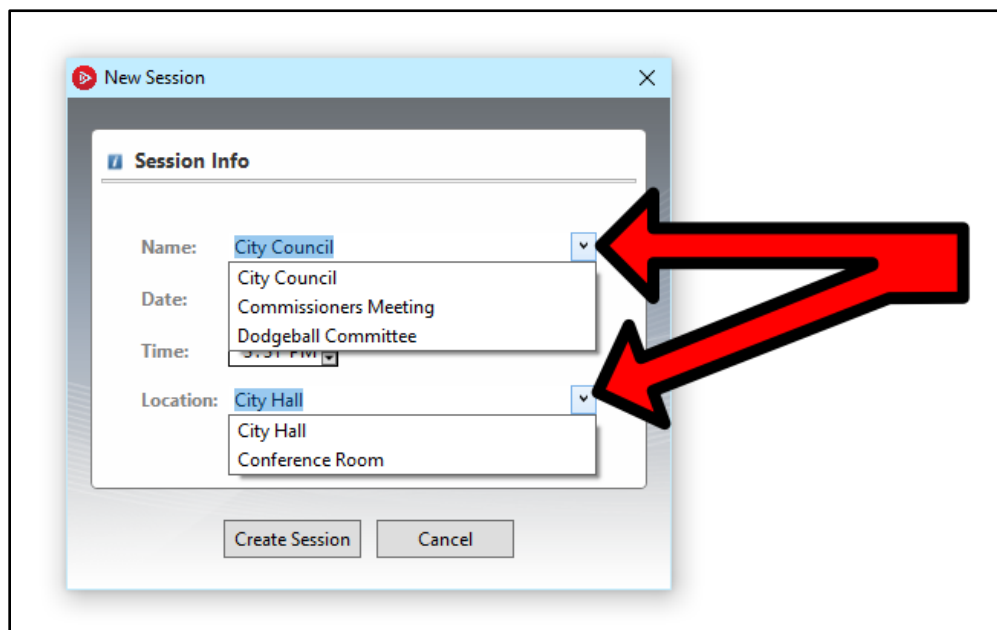 New Session
Session Info
Name: City Council
City Council
Commissioners Meeting
Dodgeball Committee
Date:
Time: PM
Location: City Hall
City Hall
Conference Room
Create Session Cancel